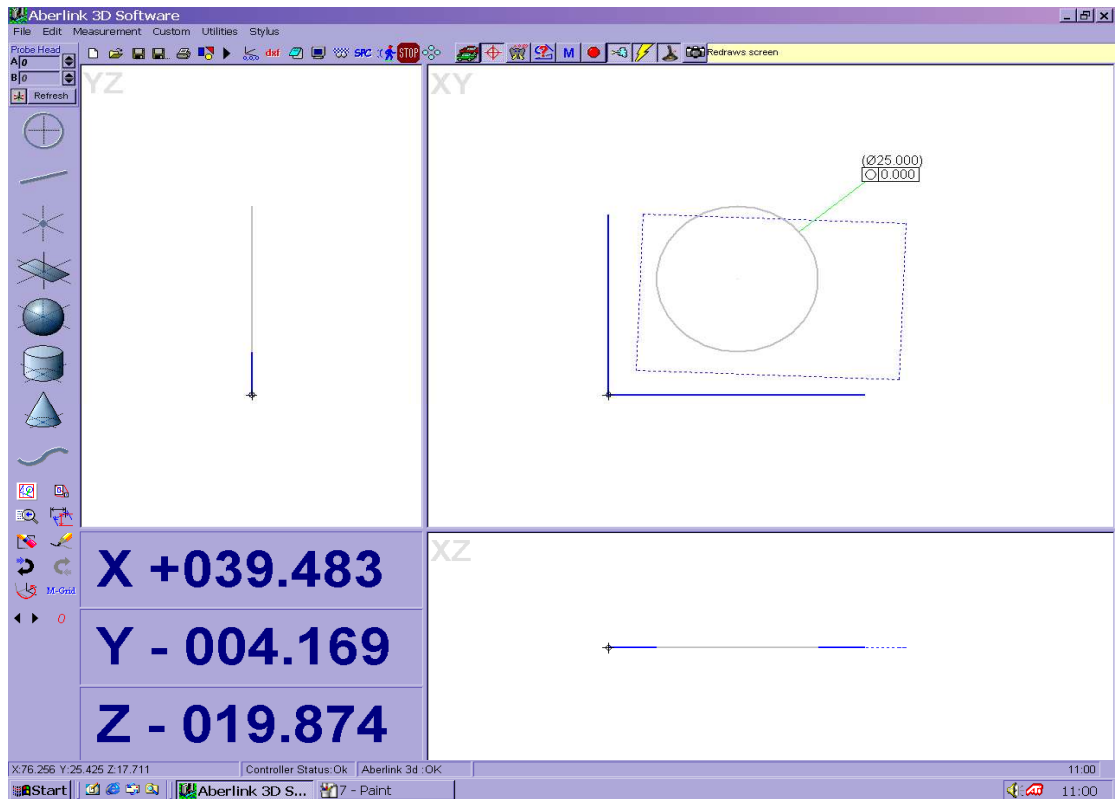 Aberlink 3D Software
File Edit Measurement Custom Utilities Stylus
Probe Head
A 0
B 0
Refresh
dxf SPC STOP M Redraws screen
YZ
XY
(Ø25.000)
0.000
M-Grid
0
X +039.483
Y - 004.169
Z - 019.874
XZ
X:76.256 Y:25.425 Z:17.711 Controller Status:Ok Aberlink 3d :OK 11:00
Start Aberlink 3D S... 7 - Paint 11:00